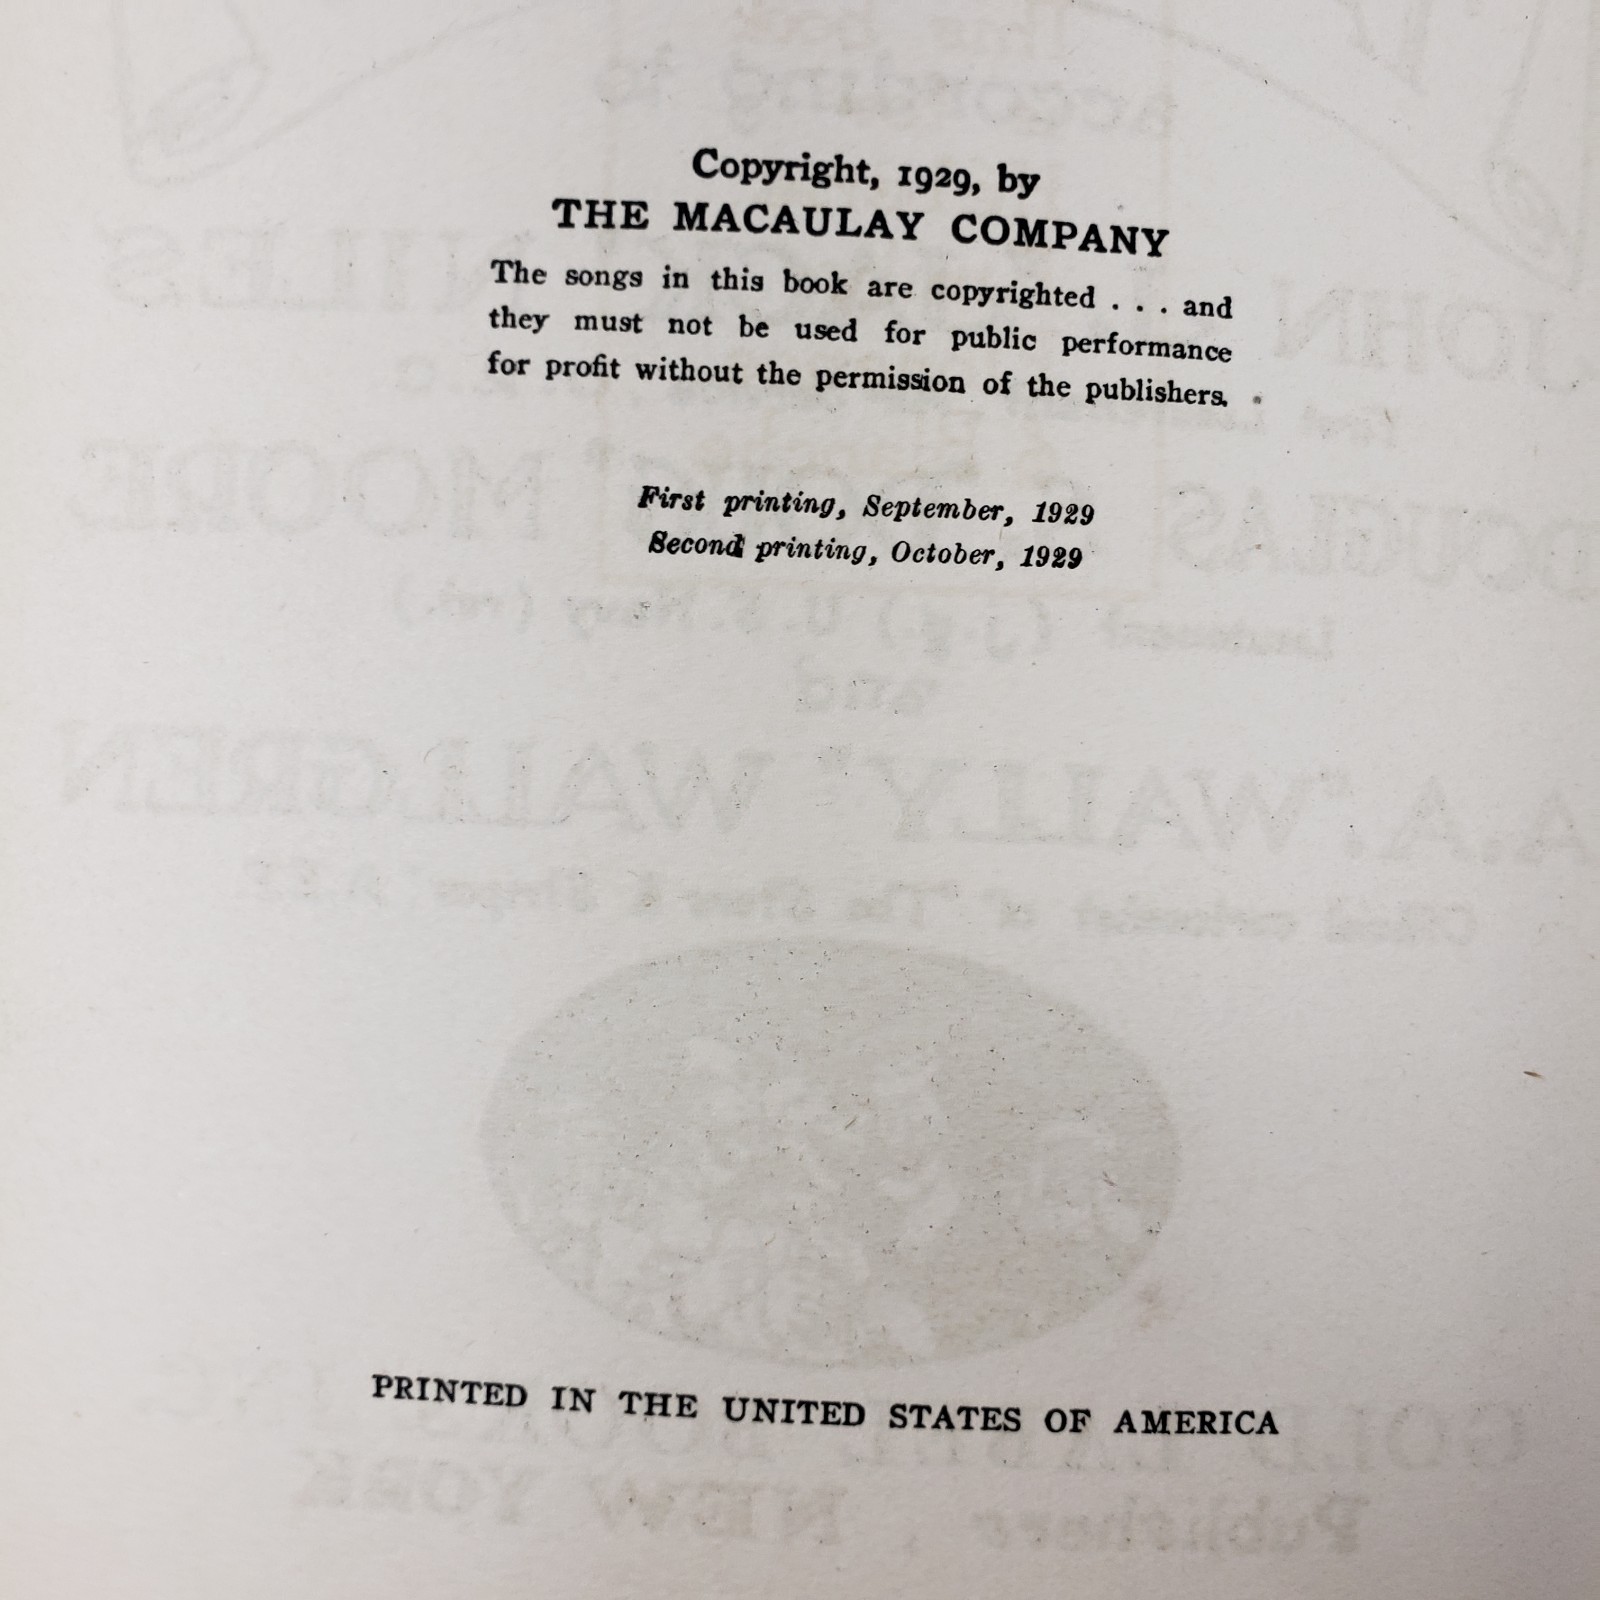 Copyright, 1929, by
THE MACAULAY COMPANY
The songs in this book are copyrighted . . . and
they must not be used for public performance
for profit without the permission of the publishers.
First printing, September, 1929
Second printing, October, 1929
PRINTED IN THE UNITED STATES OF AMERICA